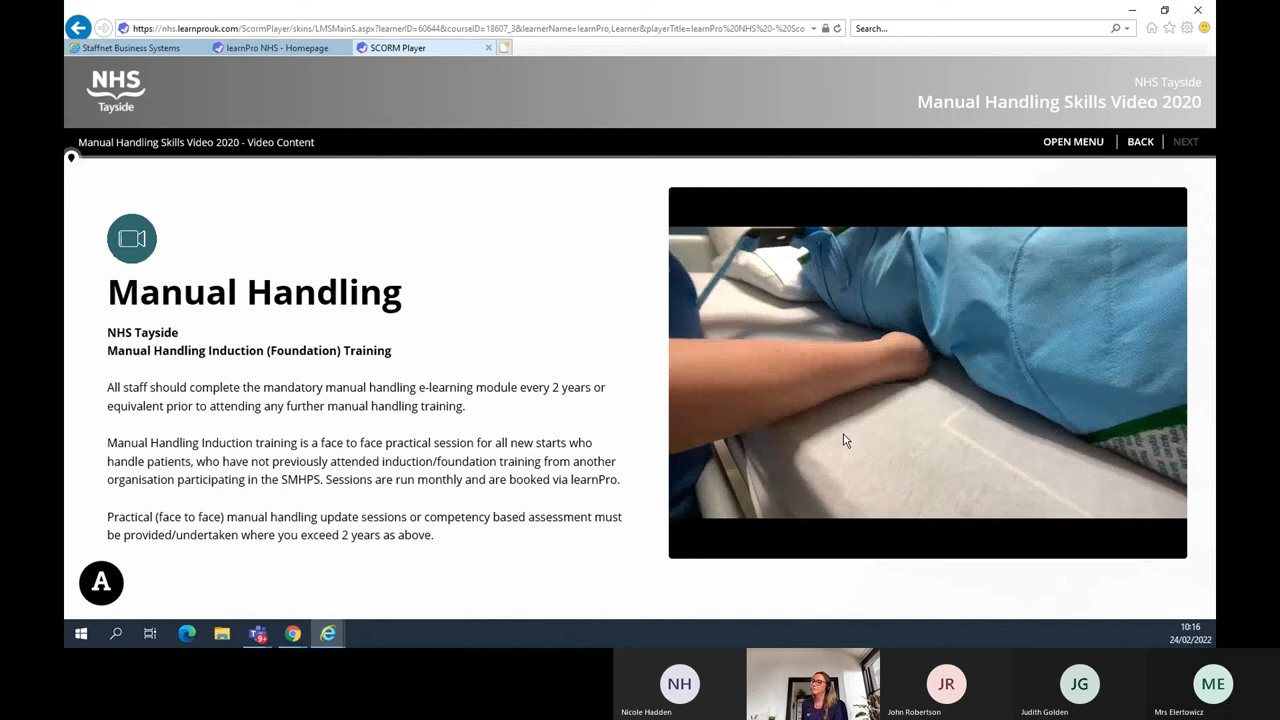 https://nhs.learnprouk.com/ScormPlayer/skins/LMSMainS.aspx?learnerID=60644&courseID=18607_3&learnerName=learnPro,Learner&playerTitle=learnPro%20NHS%20-%20Sco
Search...
Staffnet Business Systems
learnPro NHS - Homepage
SCORM Player
NHS
Tayside
NHS Tayside
Manual Handling Skills Video 2020
Manual Handling Skills Video 2020 - Video Content
OPEN MENU
BACK
NEXT
Manual Handling
NHS Tayside
Manual Handling Induction (Foundation) Training
All staff should complete the mandatory manual handling e-learning module every 2 years or
equivalent prior to attending any further manual handling training.
Manual Handling Induction training is a face to face practical session for all new starts who
handle patients, who have not previously attended induction/foundation training from another
organisation participating in the SMHPS. Sessions are run monthly and are booked via learnPro.
Practical (face to face) manual handling update sessions or competency based assessment must
be provided/undertaken where you exceed 2 years as above.
A
9+
10:16
24/02/2022
NH
JR
JG
ME
Nicole Hadden
John Robertson
Judith Golden
Mrs Elertowicz